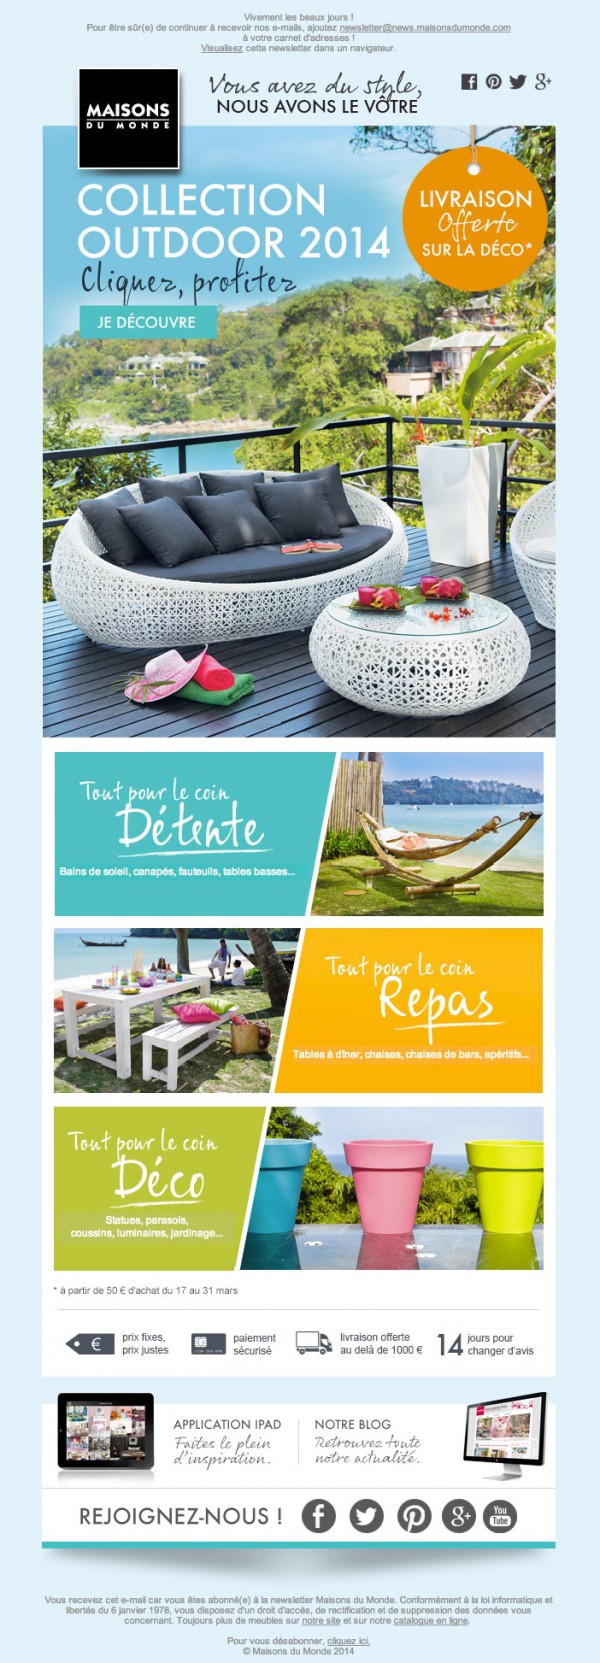 Vivement les beaux jours !
Pour être sûr(e) de continuer à recevoir nos e-mails, ajoutez newsletter@news.maisonsdumonde.com
à votre carnet d'adresses !
Visualisez cette newsletter dans un navigateur.
MAISONS
DU MONDE
Vous avez du style,
NOUS AVONS LE VÔTRE
COLLECTION
OUTDOOR 2014
Cliquez, profitez
JE DÉCOUVRE
LIVRAISON
Offerte
SUR LA DÉCO*
Tout pour le coin
Détente
Bains de soleil, canapés, fauteuils, tables basses...
Tout pour le coin
Repas
Tables à dîner, chaises, chaises de bars, apéritifs...
Tout pour le coin
Déco
Statues, parasols,
coussins, luminaires, jardinage...
* à partir de 50 € d'achat du 17 au 31 mars
€
prix fixes,
prix justes
paiement
sécurisé
livraison offerte
au delà de 1000 €
14 jours pour
changer d'avis
APPLICATION IPAD
Faites le plein
d'inspiration.
NOTRE BLOG
Retrouvez toute
notre actualité.
REJOIGNEZ-NOUS !
You
Tube
Vous recevez cet e-mail car vous êtes abonné(e) à la newsletter Maisons du Monde. Conformément à la loi informatique et
libertés du 6 janvier 1978, vous disposez d'un droit d'accès, de rectification et de suppression des données vous
concernant. Toujours plus de meubles sur notre site et sur notre catalogue en ligne.
Pour vous désabonner, cliquez ici.
© Maisons du Monde 2014